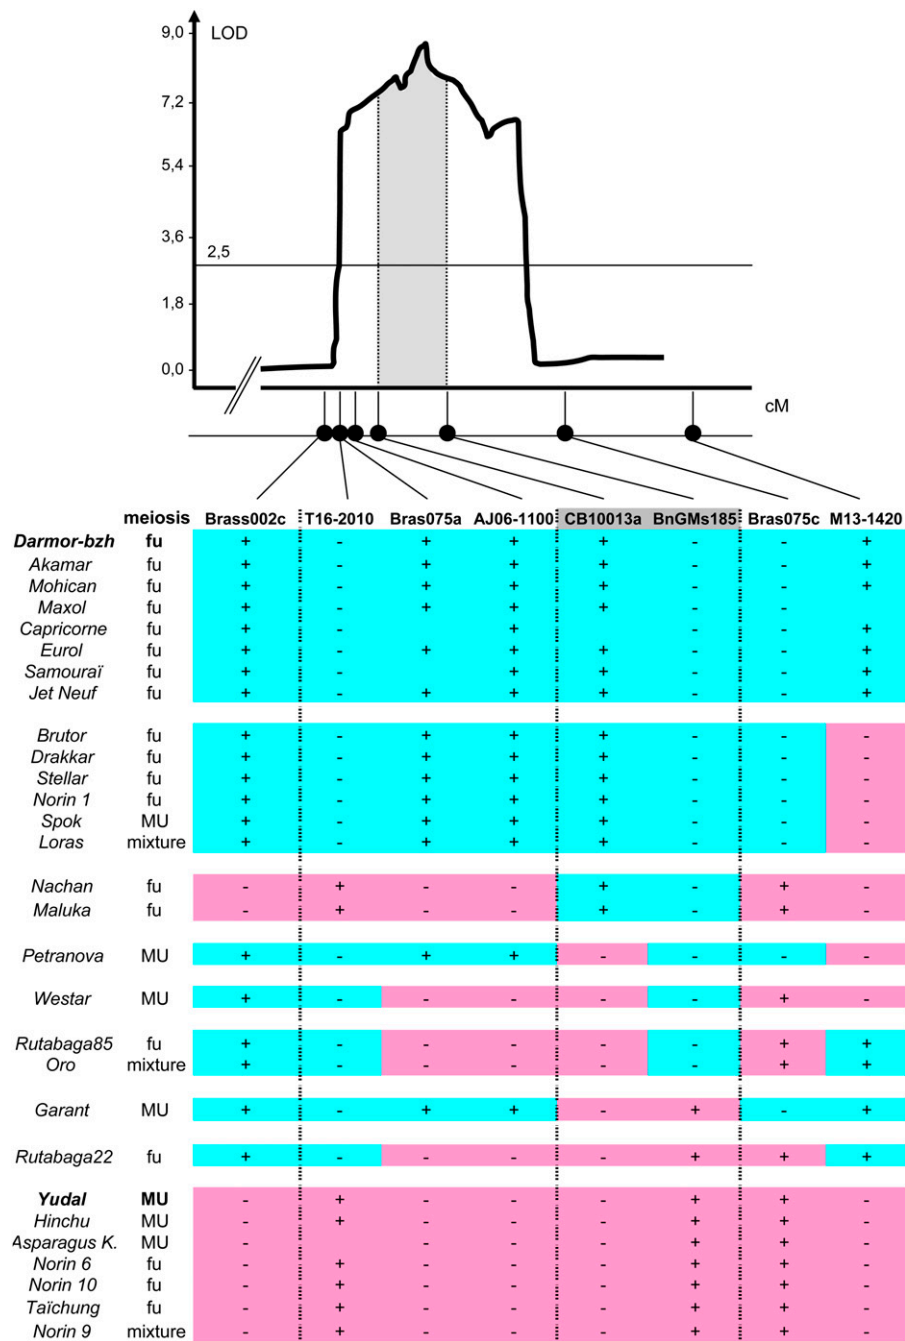 9,0 LOD
7,2
5,4
3,6
2,5
1,8
0,0
cM
meiosis Brass002c T16-2010 Bras075a AJ06-1100 CB10013a BnGMs185 Bras075c M13-1420
Darmor-bzh fu + - + + + - - +
Akamar fu + - + + + - - +
Mohican fu + - + + + - - +
Maxol fu + - + + + - -
Capricorne fu + - + - - +
Eurol fu + - + + + - - +
Samouraï fu + - + + - - +
Jet Neuf fu + - + + + - - +
Brutor fu + - + + + - - -
Drakkar fu + - + + + - - -
Stellar fu + - + + + - - -
Norin 1 fu + - + + + - - -
Spok MU + - + + + - - -
Loras mixture + - + + + - - -
Nachan fu - + - - + - + -
Maluka fu - + - - + - + -
Petranova MU + - + + - - - -
Westar MU + - - - - - + -
Rutabaga85 fu + - - - - - + +
Oro mixture + - - - - - + +
Garant MU + - + + - + - +
Rutabaga22 fu + - - - - + + +
Yudal MU - + - - - + + -
Hinchu MU - + - - - + + -
Asparagus K. MU - - - - + + -
Norin 6 fu - + - - - + + -
Norin 10 fu - + - - - + + -
Taïchung fu - + - - - + + -
Norin 9 mixture - + - - - + + -